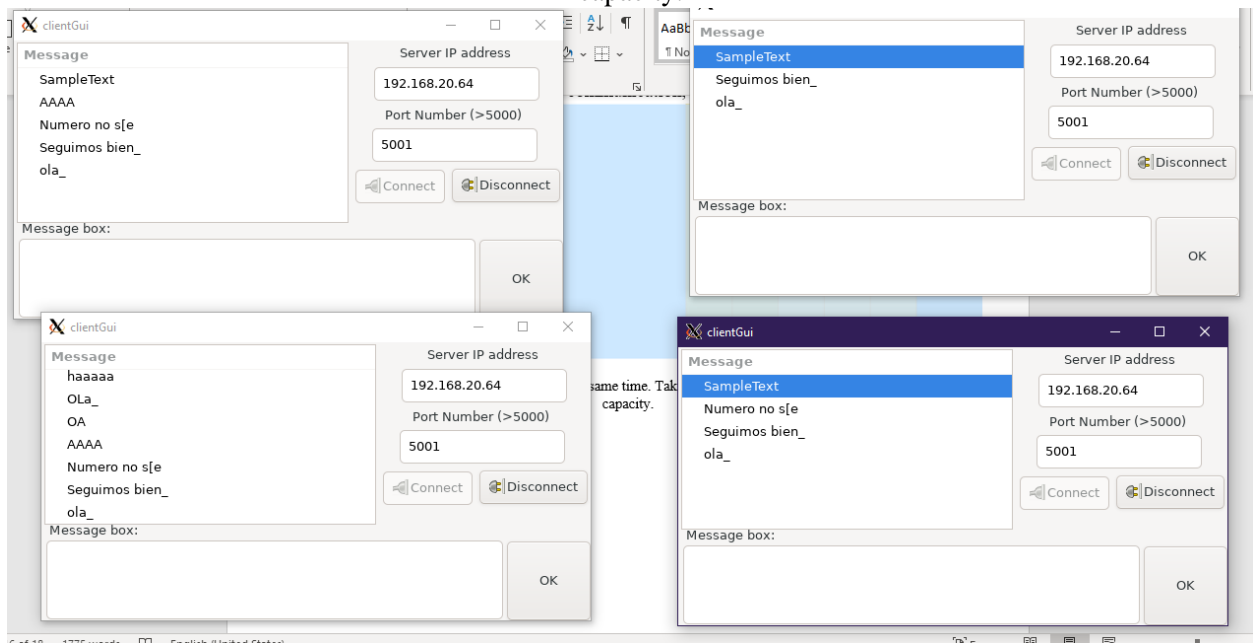 capacity.
clientGui
Message
SampleText
AAAA
Numero no s[e
Seguimos bien_
ola_
Server IP address
192.168.20.64
Port Number (>5000)
5001
Connect
Disconnect
Message box:
OK
AaBb
¶ No
Message
SampleText
Seguimos bien_
ola_
Server IP address
192.168.20.64
Port Number (>5000)
5001
Connect
Disconnect
Message box:
OK
clientGui
Message
haaaaa
OLa_
OA
AAAA
Numero no s[e
Seguimos bien_
ola_
Server IP address
192.168.20.64
Port Number (>5000)
5001
Connect
Disconnect
Message box:
OK
same time. Tak
capacity.
clientGui
Message
SampleText
Numero no s[e
Seguimos bien_
ola_
Server IP address
192.168.20.64
Port Number (>5000)
5001
Connect
Disconnect
Message box:
OK